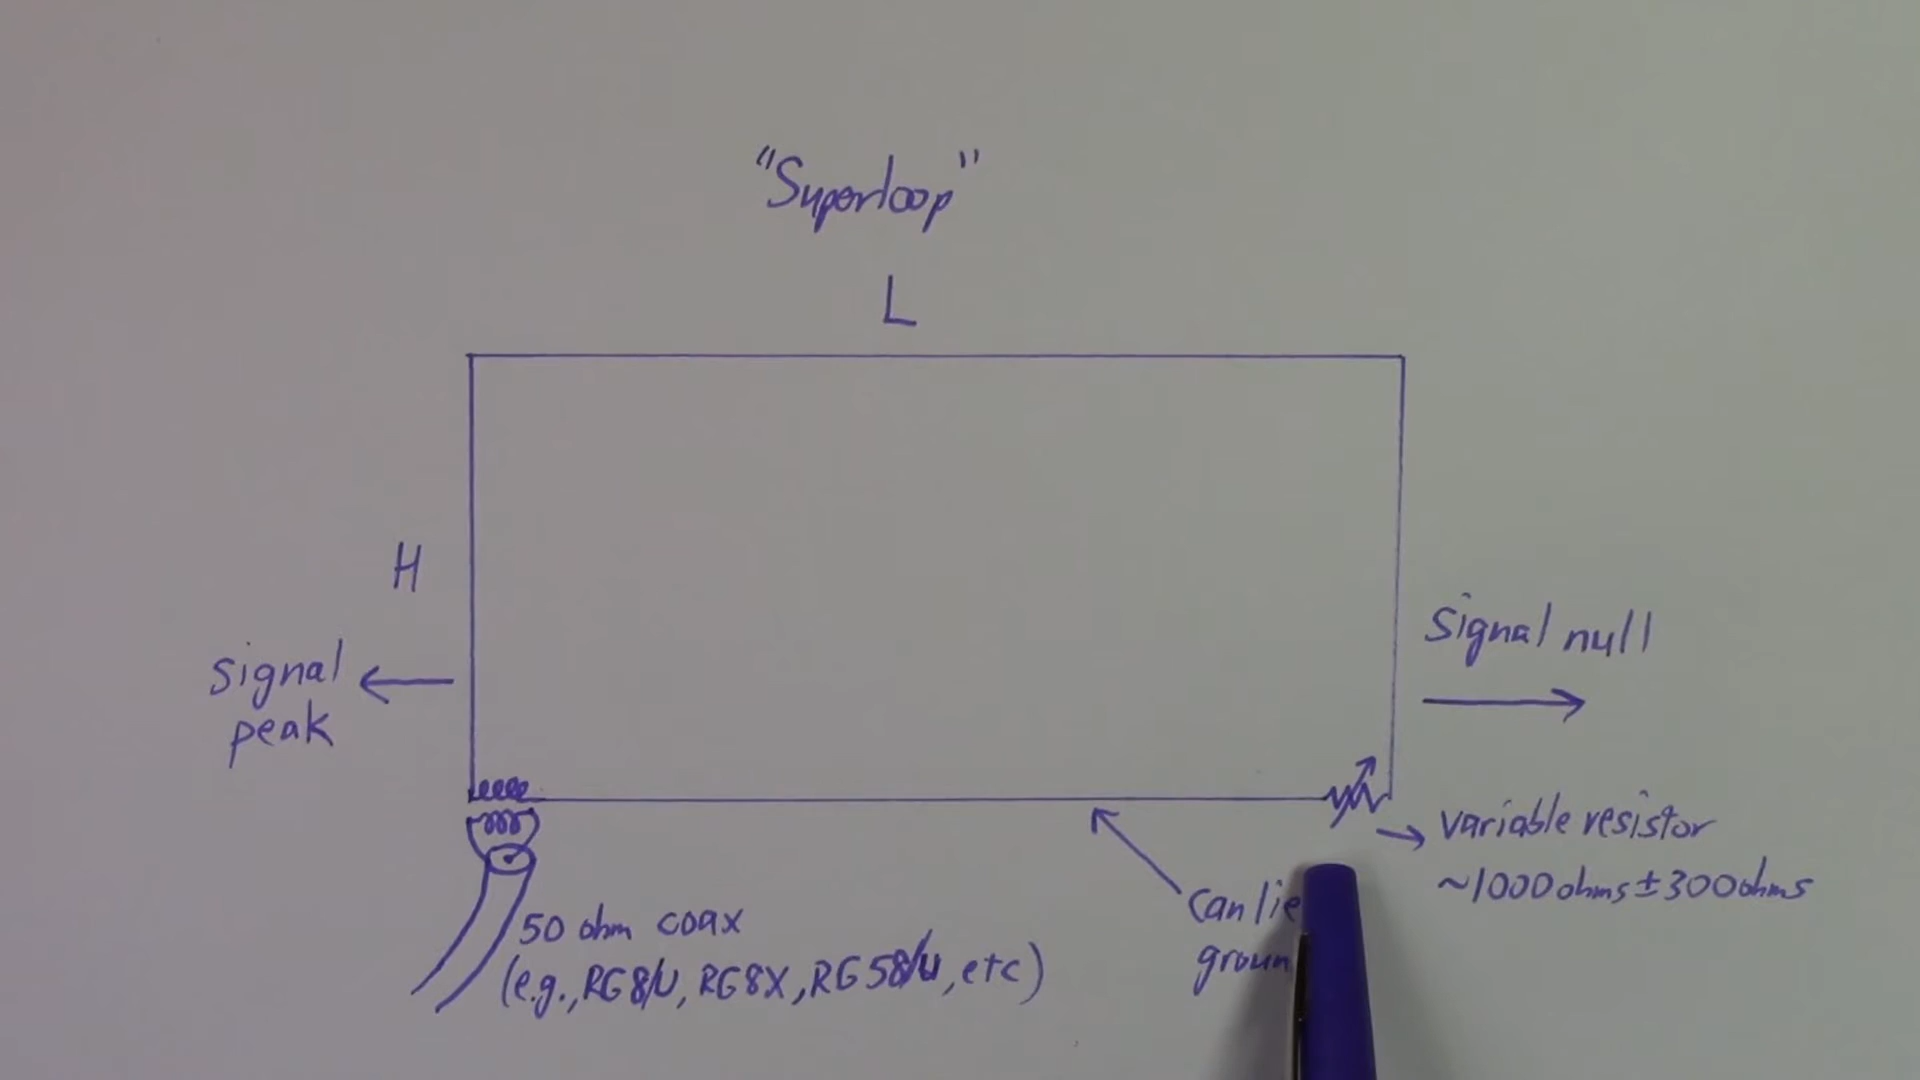 "Superloop"
L
H
signal
peak
signal null
variable resistor
~1000 ohms ± 300 ohms
can lie
50 ohm coax
(e.g., RG8/U, RG8X, RG58/U, etc)